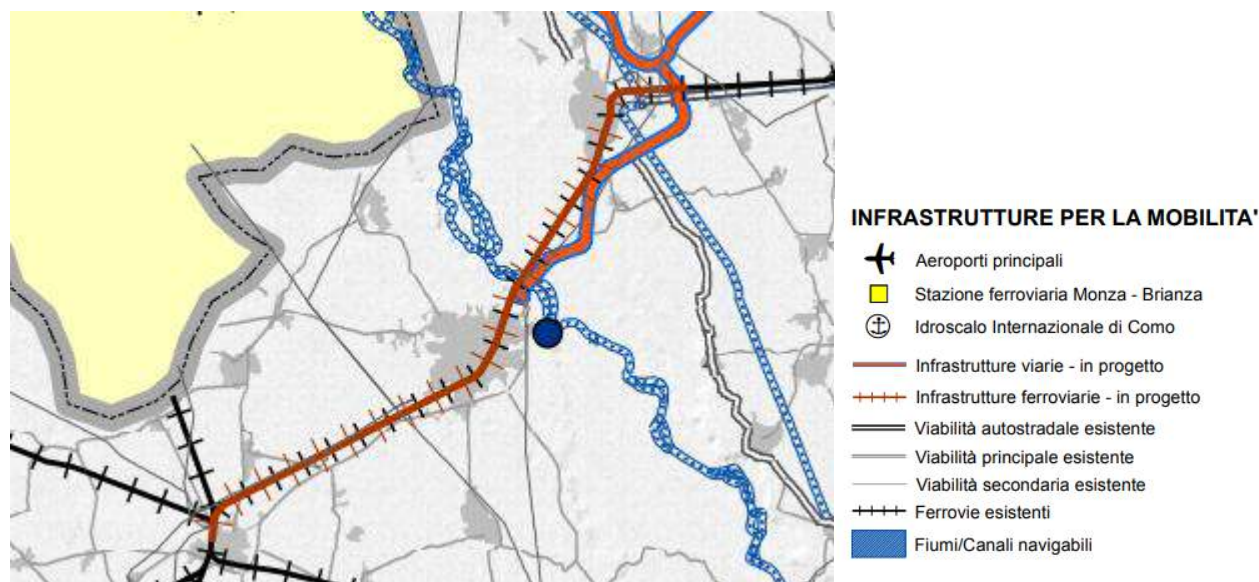 INFRASTRUTTURE PER LA MOBILITA'
Aeroporti principali
Stazione ferroviaria Monza - Brianza
Idroscalo Internazionale di Como
Infrastrutture viarie - in progetto
Infrastrutture ferroviarie - in progetto
Viabilità autostradale esistente
Viabilità principale esistente
Viabilità secondaria esistente
Ferrovie esistenti
Fiumi/Canali navigabili